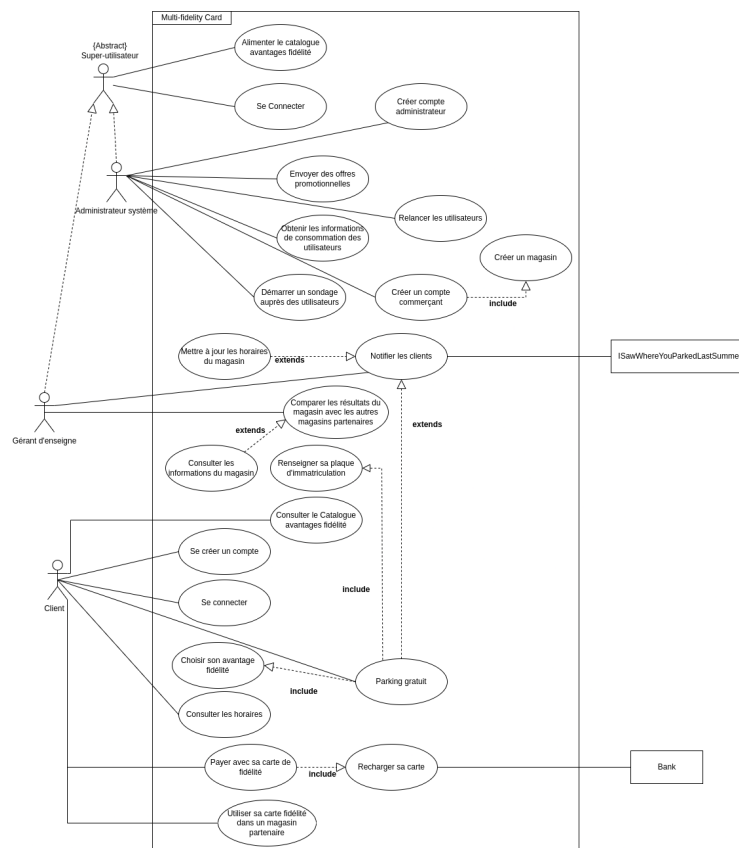 Multi-fidelity Card
{Abstract}
Super-utilisateur
Alimenter le catalogue
avantages fidélité
Se Connecter
Créer compte
administrateur
Administrateur système
Envoyer des offres
promotionnelles
Relancer les utilisateurs
Obtenir les informations
de consommation des
utilisateurs
Créer un magasin
Démarrer un sondage
auprès des utilisateurs
Créer un compte
commerçant
include
Mettre à jour les horaires
du magasin
extends
Notifier les clients
ISawWhereYouParkedLastSumme
Gérant d'enseigne
Comparer les résultats du
magasin avec les autres
magasins partenaires
extends
extends
Consulter les
informations du magasin
Renseigner sa plaque
d'immatriculation
Consulter le Catalogue
avantages fidélité
Se créer un compte
Client
Se connecter
include
Choisir son avantage
fidélité
include
Parking gratuit
Consulter les horaires
Payer avec sa carte de
fidélité
include
Recharger sa carte
Bank
Utiliser sa carte fidélité
dans un magasin
partenaire